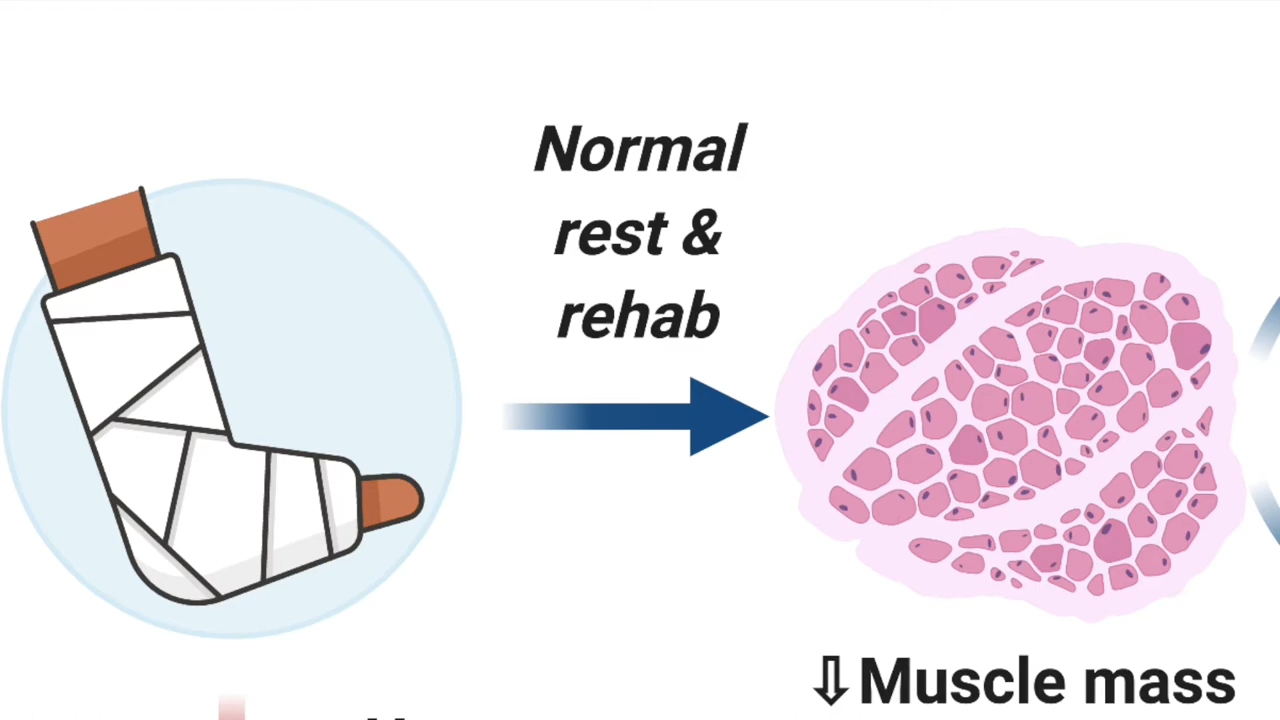 Normal
rest &
rehab
⇩Muscle mass